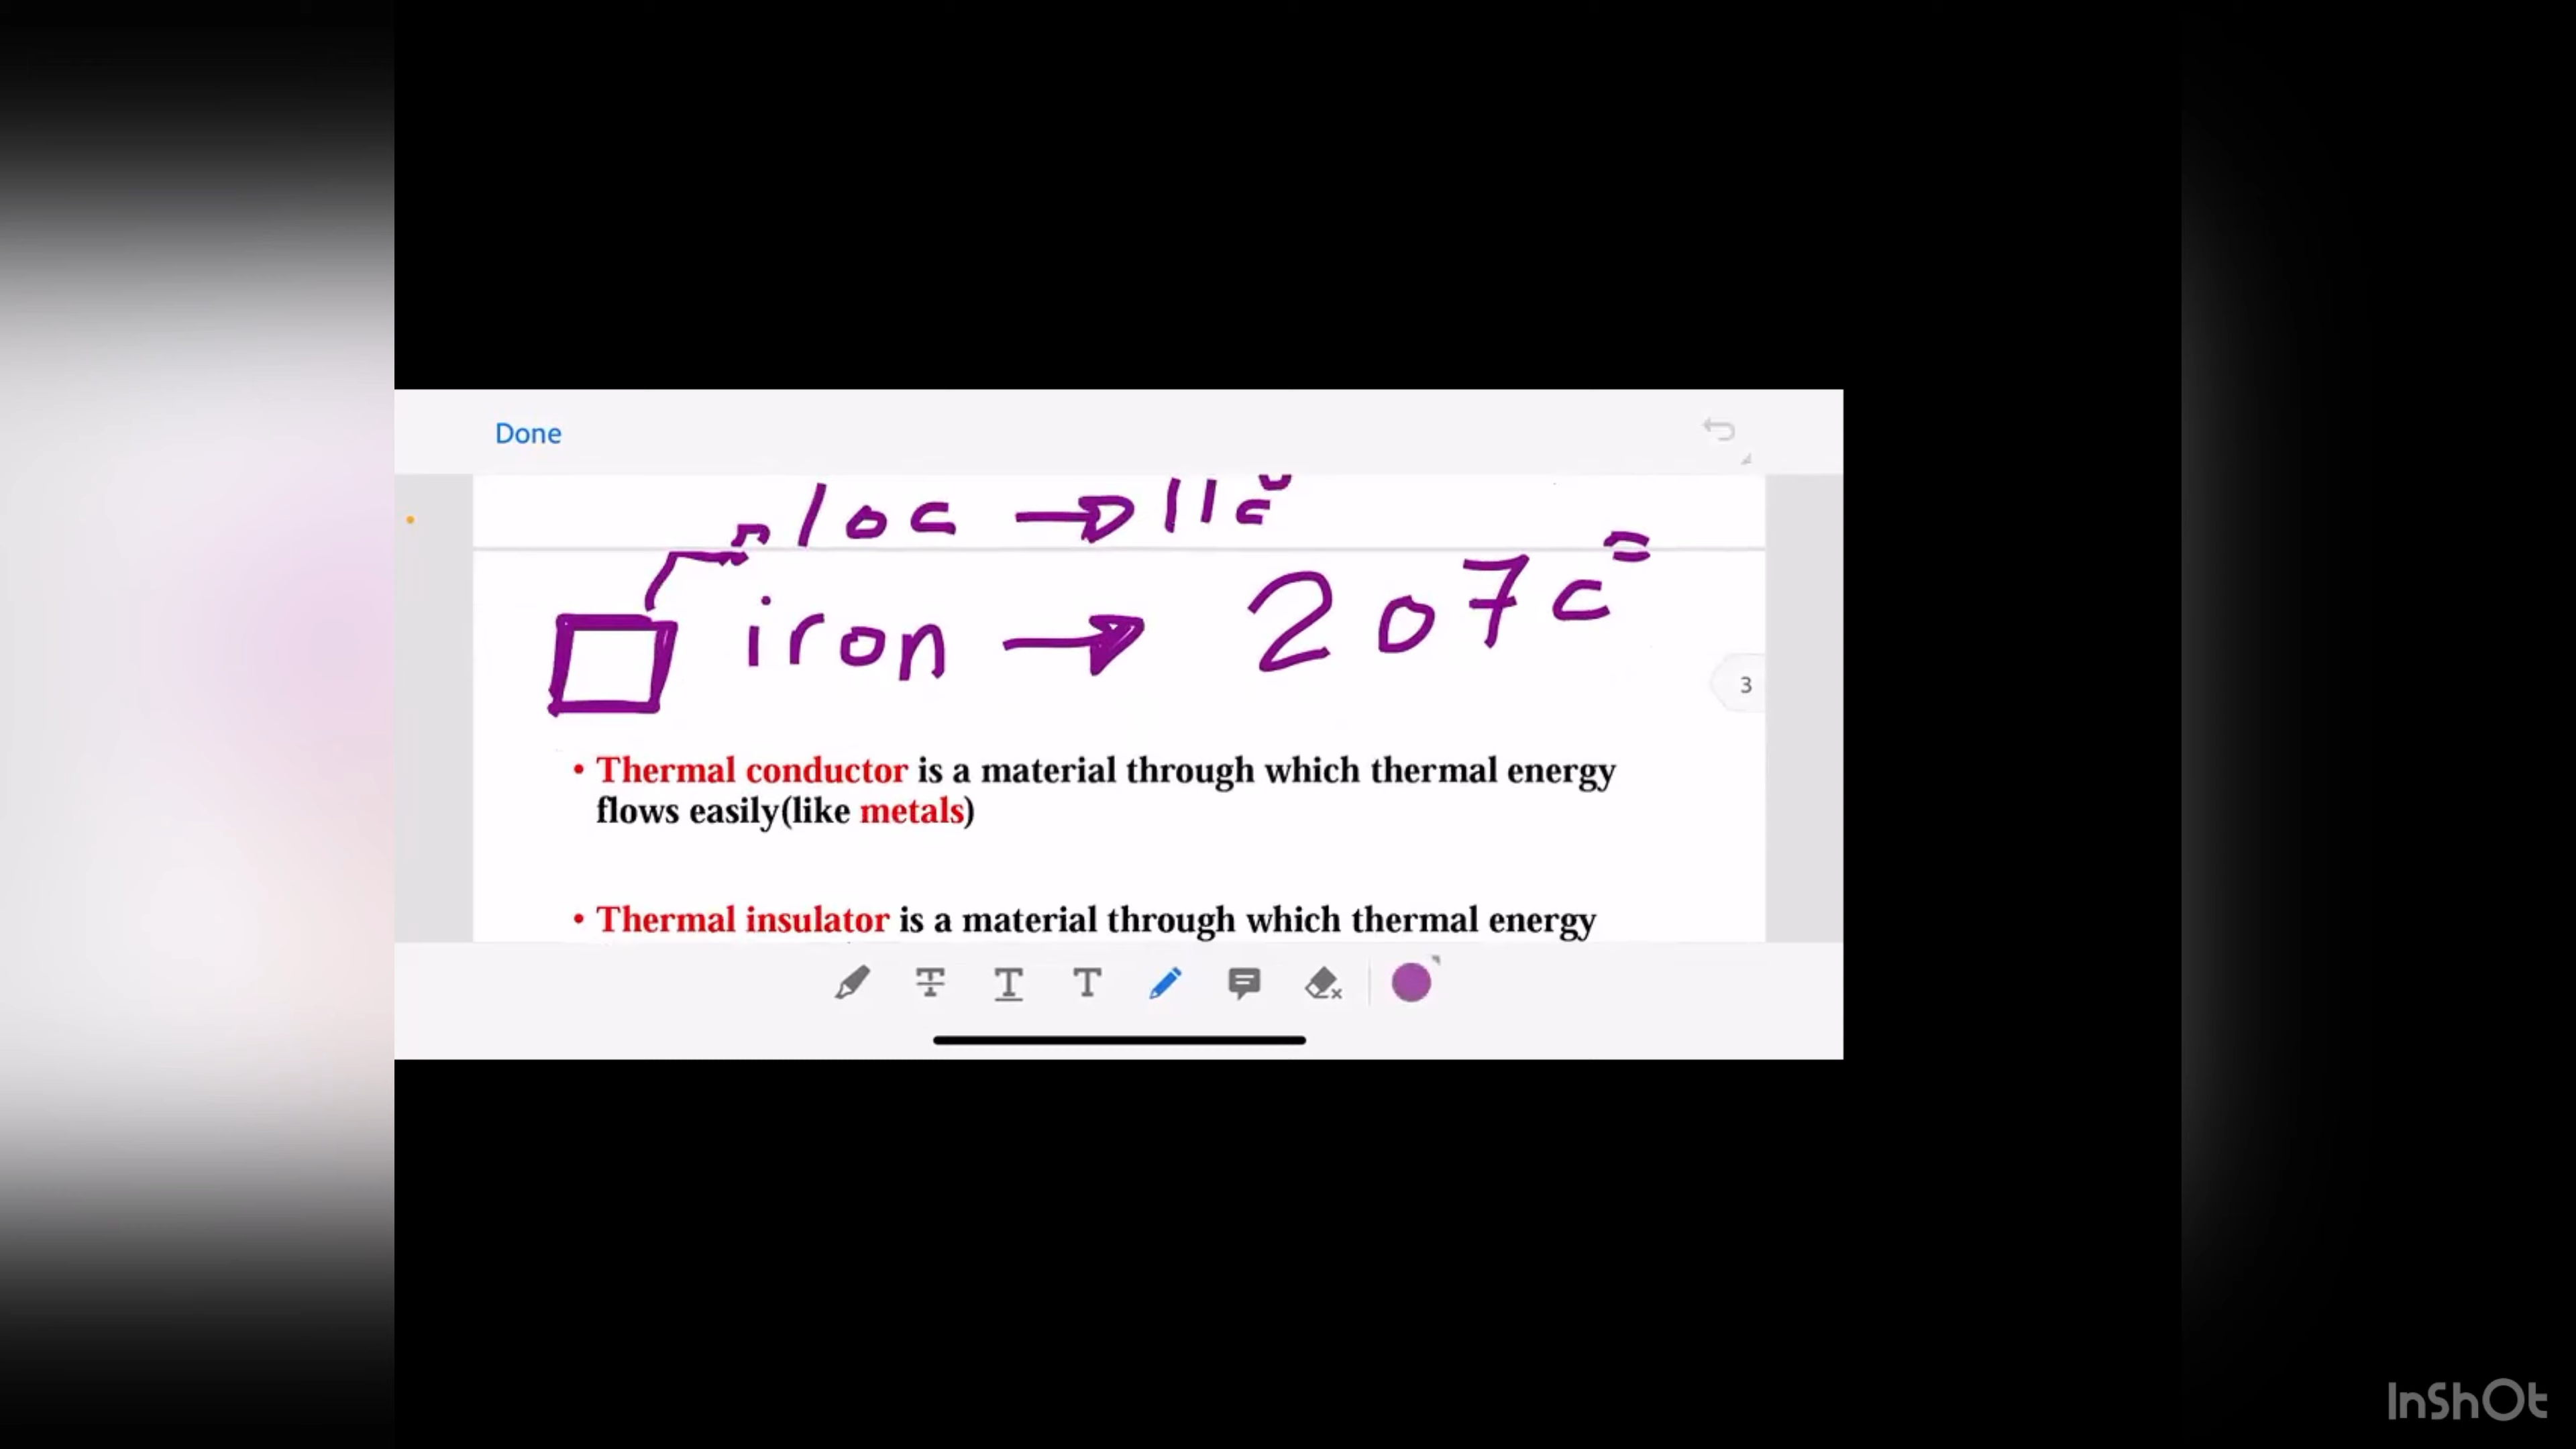 Done
10c → 11c°
iron → 207c
3
• Thermal conductor is a material through which thermal energy
flows easily(like metals)
• Thermal insulator is a material through which thermal energy
T T T
InShOt